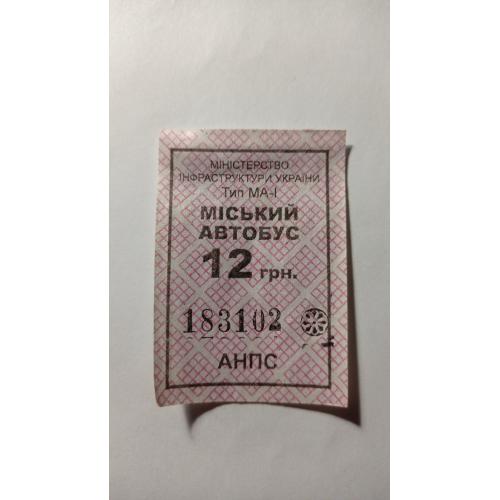 МІНІСТЕРСТВО
ІНФРАСТРУКТУРИ УКРАЇНИ
Тип МА-І
МІСЬКИЙ
АВТОБУС
12 грн.
183102
АНПС